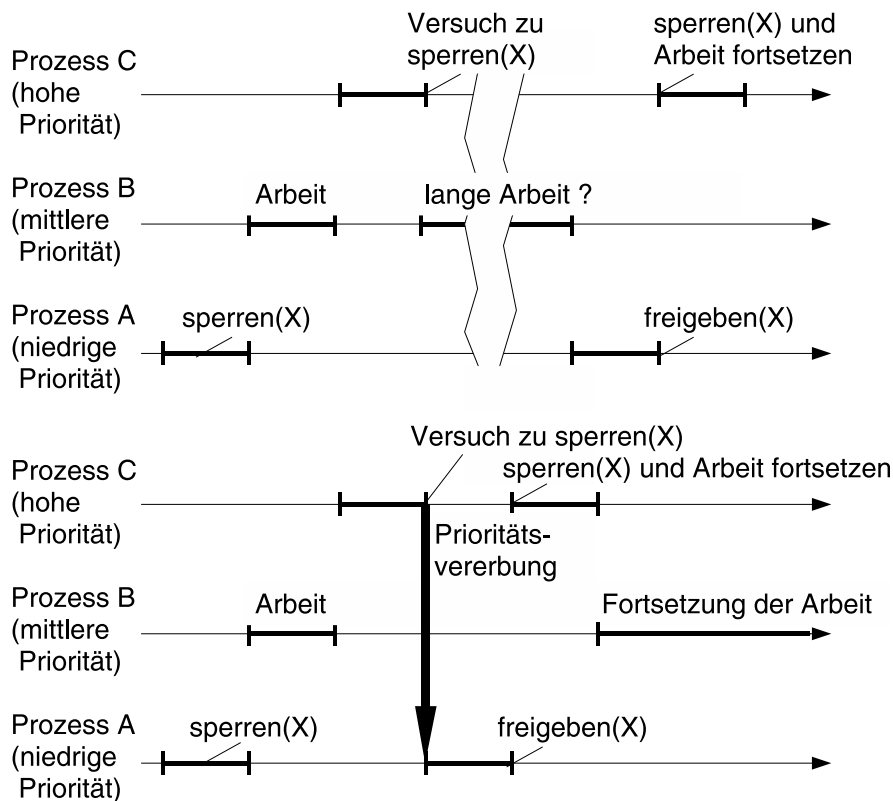 Versuch zu
sperren(X)
sperren(X) und
Arbeit fortsetzen
Prozess C
(hohe
Priorität)
Prozess B
(mittlere
Priorität)
Arbeit
lange Arbeit ?
Prozess A
(niedrige
Priorität)
sperren(X)
freigeben(X)
Versuch zu sperren(X)
sperren(X) und Arbeit fortsetzen
Prozess C
(hohe
Priorität)
Prioritäts-
vererbung
Prozess B
(mittlere
Priorität)
Arbeit
Fortsetzung der Arbeit
Prozess A
(niedrige
Priorität)
sperren(X)
freigeben(X)